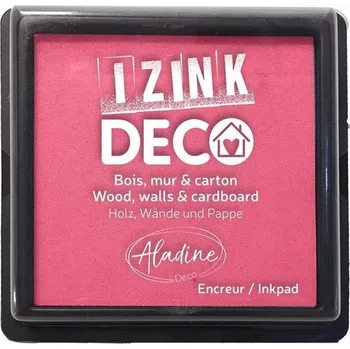 IZINK
DECO
Bois, mur & carton
Wood, walls & cardboard
Holz, Wände und Pappe
Aladine
Deco
Encreur / Inkpad